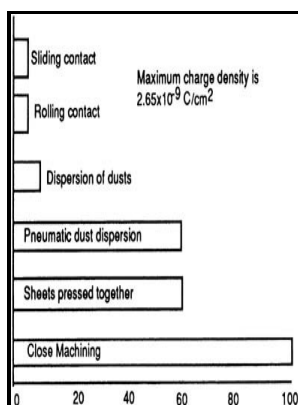 Sliding contact
Maximum charge density is
2.65x10-9 C/cm2
Rolling contact
Dispersion of dusts
Pneumatic dust dispersion
Sheets pressed together
Close Machining
0 20 40 60 80 100